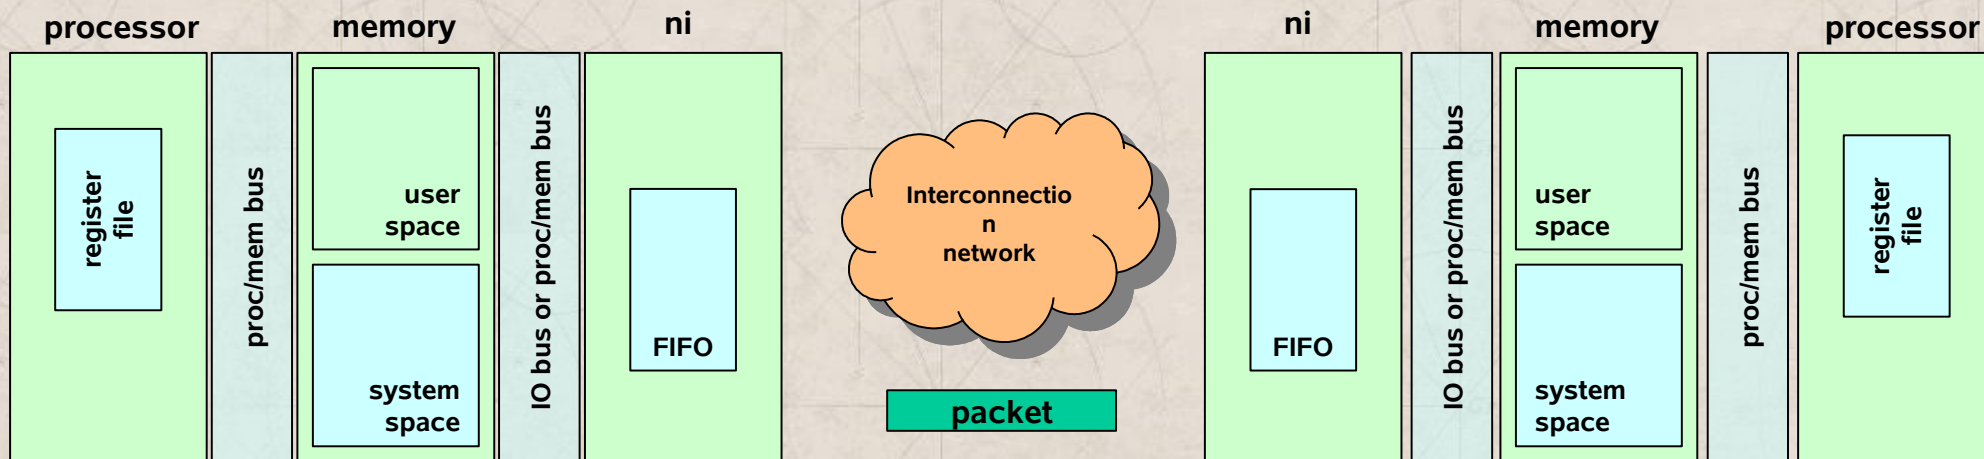 processor
memory
ni
ni
memory
processor
register
file
proc/mem bus
user
space
system
space
IO bus or proc/mem bus
FIFO
Interconnectio
n
network
packet
FIFO
IO bus or proc/mem bus
user
space
system
space
proc/mem bus
register
file